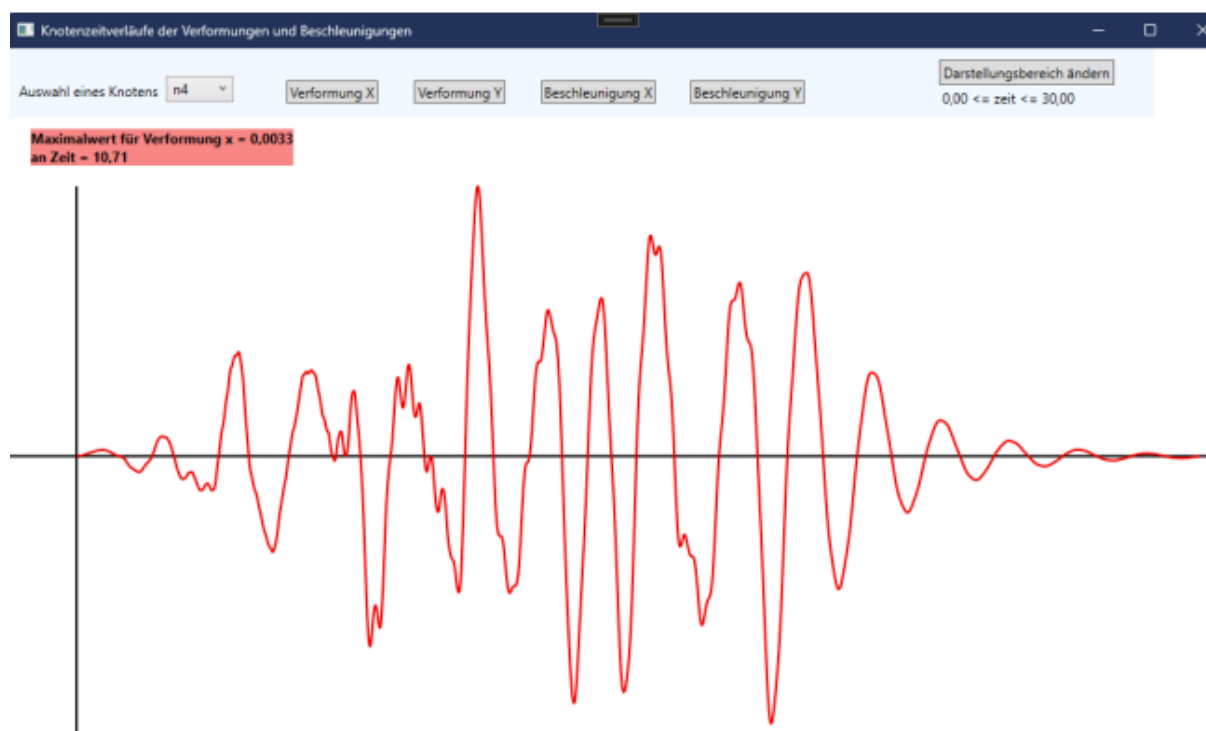 Knotenzeitverläufe der Verformungen und Beschleunigungen
Auswahl eines Knotens n4 Verformung X Verformung Y Beschleunigung X Beschleunigung Y Darstellungsbereich ändern
0,00 <= zeit <= 30,00
Maximalwert für Verformung x = 0,0033
an Zeit = 10,71